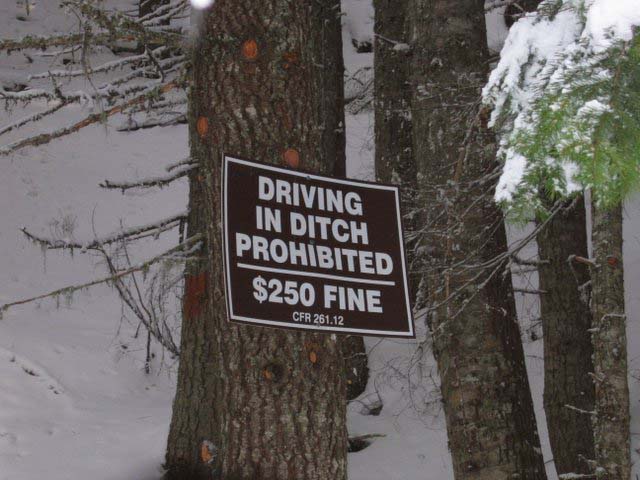 DRIVING
IN DITCH
PROHIBITED
$250 FINE
CFR 261.12